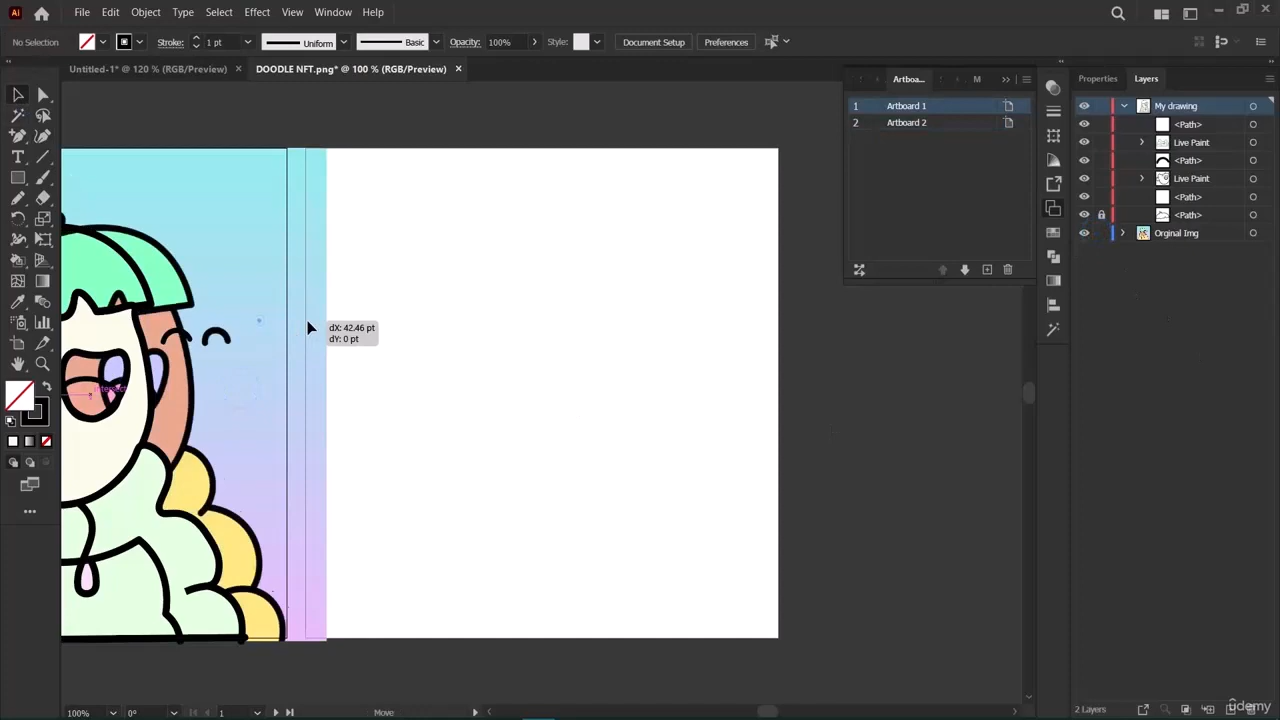 Ai File Edit Object Type Select Effect View Window Help
No Selection Stroke: 1 pt Uniform Basic Opacity: 100% Style: Document Setup Preferences
Untitled-1* @ 120 % (RGB/Preview) × DOODLE NFT.png* @ 100 % (RGB/Preview) ×
Artboa... M Properties Layers
1 Artboard 1
2 Artboard 2
My drawing
<Path>
Live Paint
<Path>
Live Paint
<Path>
<Path>
Orginal Img
dX: 42.46 pt
dY: 0 pt
intersect
100% 0° 1 Move 2 Layers
Udemy